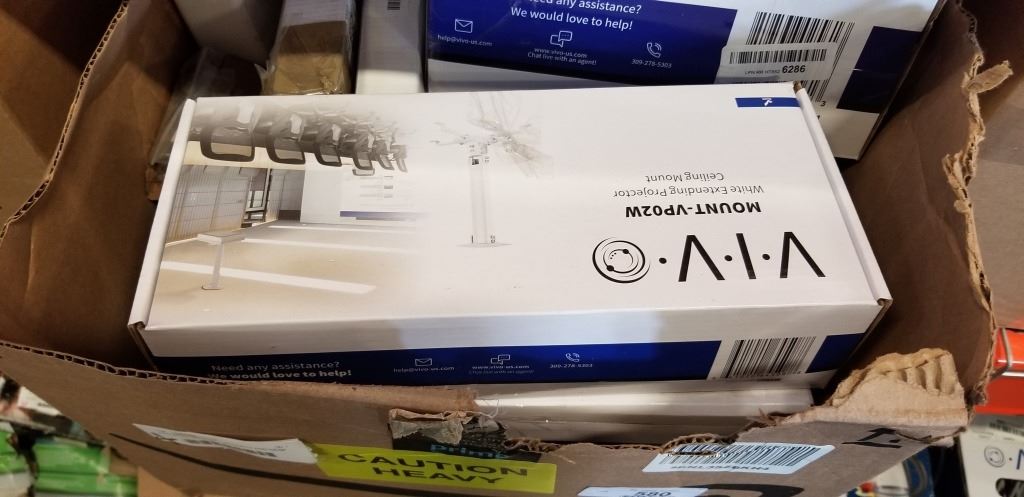 Need any assistance?
We would love to help!
help@vivo-us.com
www.vivo-us.com
Chat live with an agent!
309-278-5303
6286
V·I·V·O
MOUNT-VP02W
White Extending Projector
Ceiling Mount
Need any assistance?
We would love to help!
help@vivo-us.com
www.vivo-us.com
Chat live with an agent!
309-278-5303
prime
CAUTION
HEAVY
580